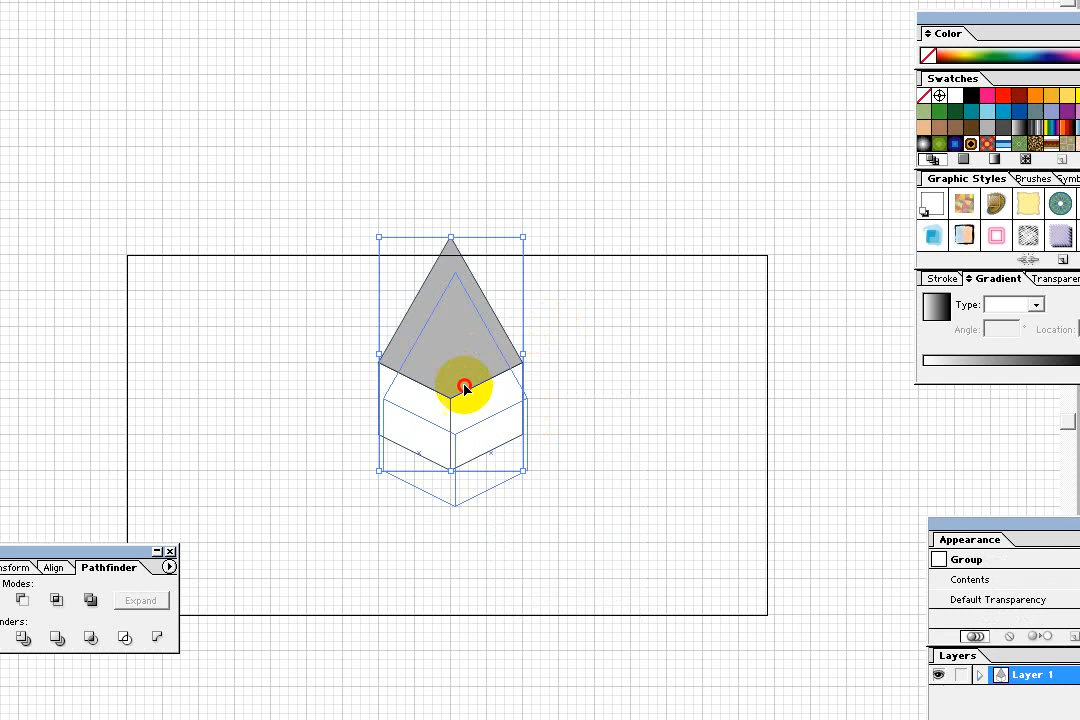 Color
Swatches
Graphic Styles Brushes Symb
Stroke Gradient Transparen
Type:
Angle: ° Location:
nsform Align Pathfinder
Modes:
Expand
nders:
Appearance
Group
Contents
Default Transparency
Layers
Layer 1